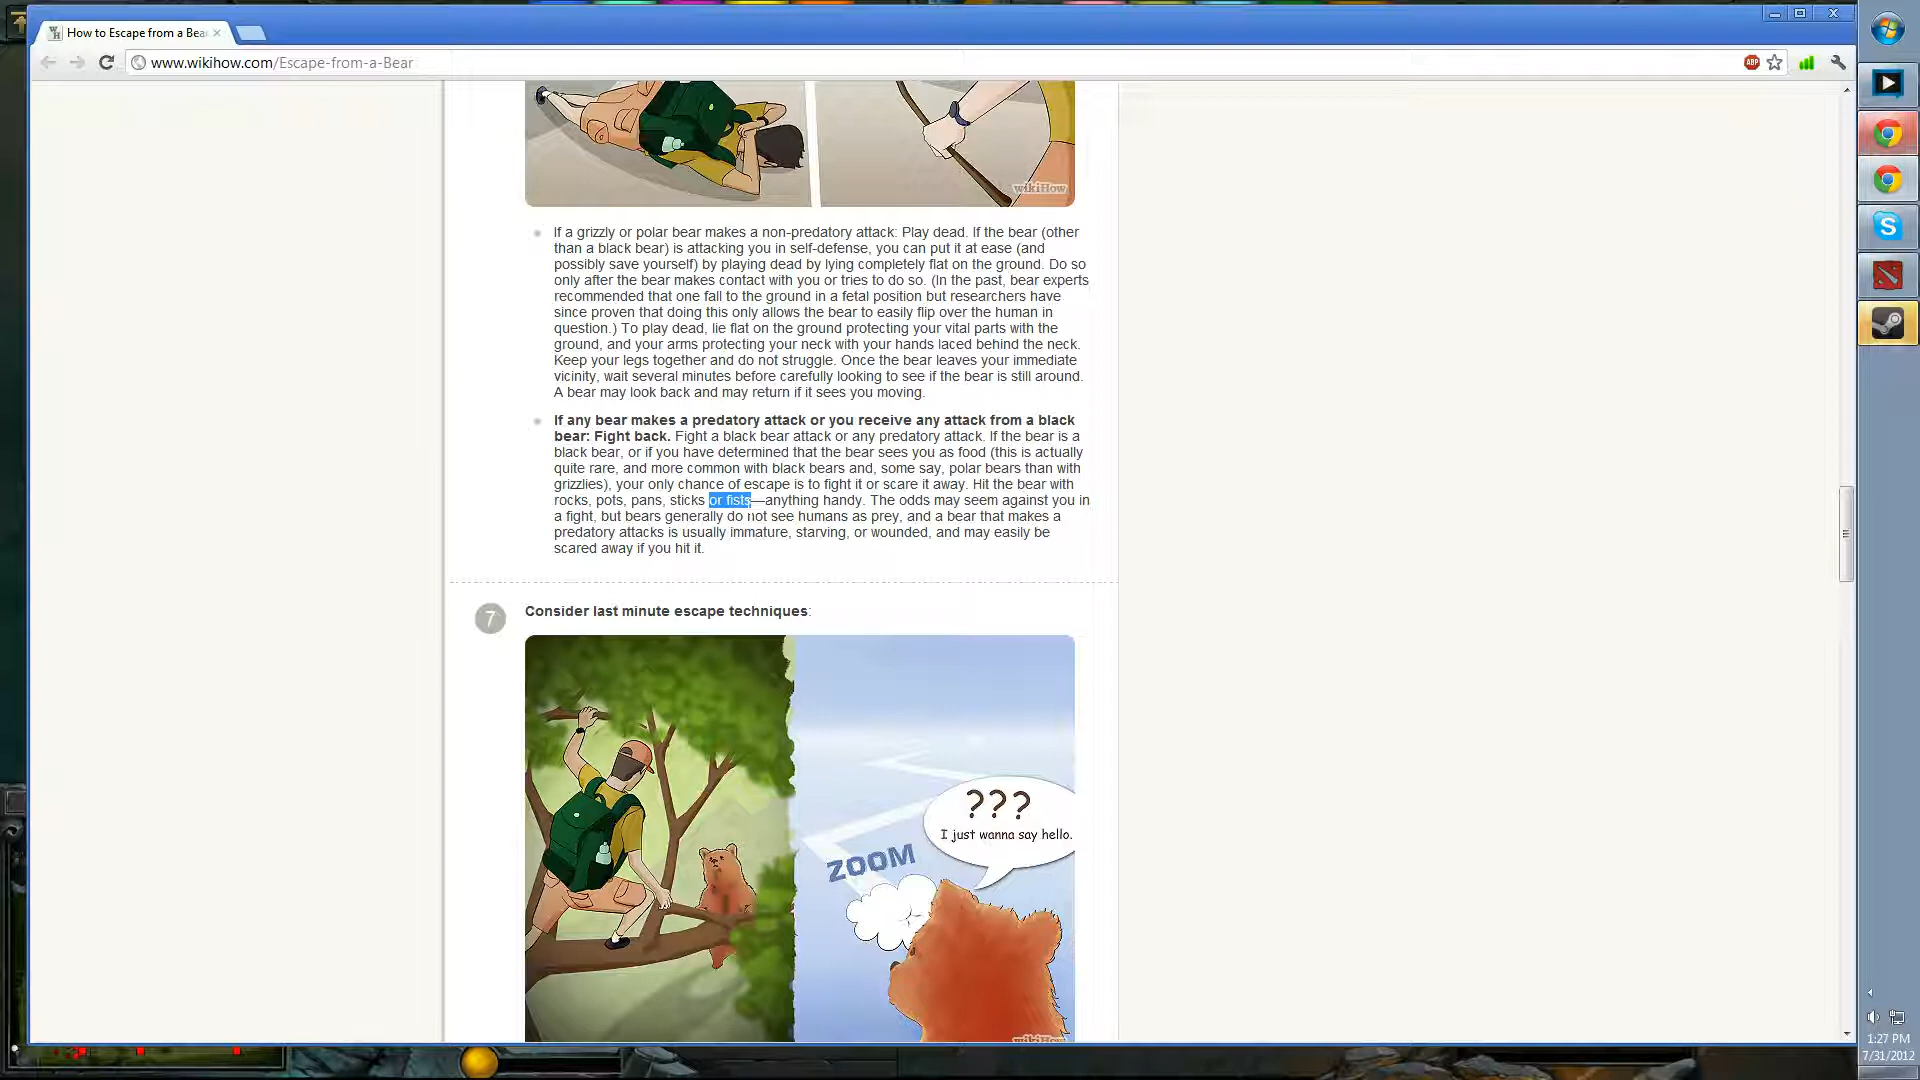 How to Escape from a Bea
www.wikihow.com/Escape-from-a-Bear
ABP
wikiHow
If a grizzly or polar bear makes a non-predatory attack: Play dead. If the bear (other
than a black bear) is attacking you in self-defense, you can put it at ease (and
possibly save yourself) by playing dead by lying completely flat on the ground. Do so
only after the bear makes contact with you or tries to do so. (In the past, bear experts
recommended that one fall to the ground in a fetal position but researchers have
since proven that doing this only allows the bear to easily flip over the human in
question.) To play dead, lie flat on the ground protecting your vital parts with the
ground, and your arms protecting your neck with your hands laced behind the neck.
Keep your legs together and do not struggle. Once the bear leaves your immediate
vicinity, wait several minutes before carefully looking to see if the bear is still around.
A bear may look back and may return if it sees you moving.
If any bear makes a predatory attack or you receive any attack from a black
bear: Fight back. Fight a black bear attack or any predatory attack. If the bear is a
black bear, or if you have determined that the bear sees you as food (this is actually
quite rare, and more common with black bears and, some say, polar bears than with
grizzlies), your only chance of escape is to fight it or scare it away. Hit the bear with
rocks, pots, pans, sticks or fists—anything handy. The odds may seem against you in
a fight, but bears generally do not see humans as prey, and a bear that makes a
predatory attacks is usually immature, starving, or wounded, and may easily be
scared away if you hit it.
7
Consider last minute escape techniques:
???
I just wanna say hello.
ZOOM
wikiHow
1:27 PM
7/31/2012